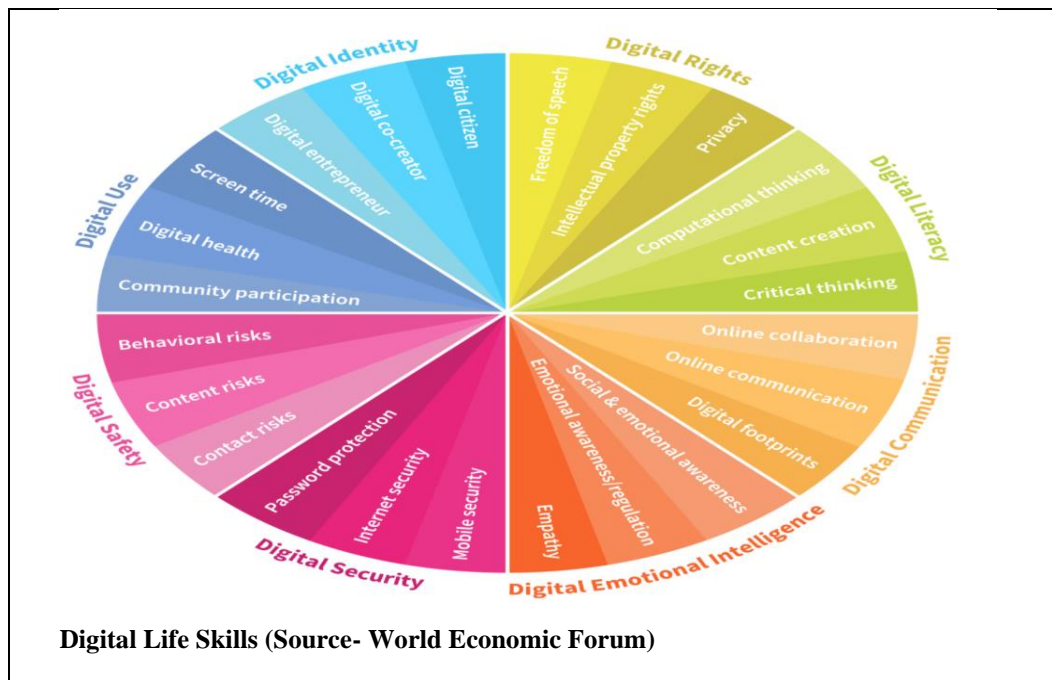 Digital Identity
Digital citizen
Digital co-creator
Digital entrepreneur
Digital Rights
Freedom of speech
Intellectual property rights
Privacy
Digital Literacy
Computational thinking
Content creation
Critical thinking
Digital Communication
Online collaboration
Online communication
Digital footprints
Digital Emotional Intelligence
Social & emotional awareness
Emotional awareness/regulation
Empathy
Digital Security
Mobile security
Internet security
Password protection
Digital Safety
Contact risks
Content risks
Behavioral risks
Digital Use
Community participation
Digital health
Screen time
Digital Life Skills (Source- World Economic Forum)